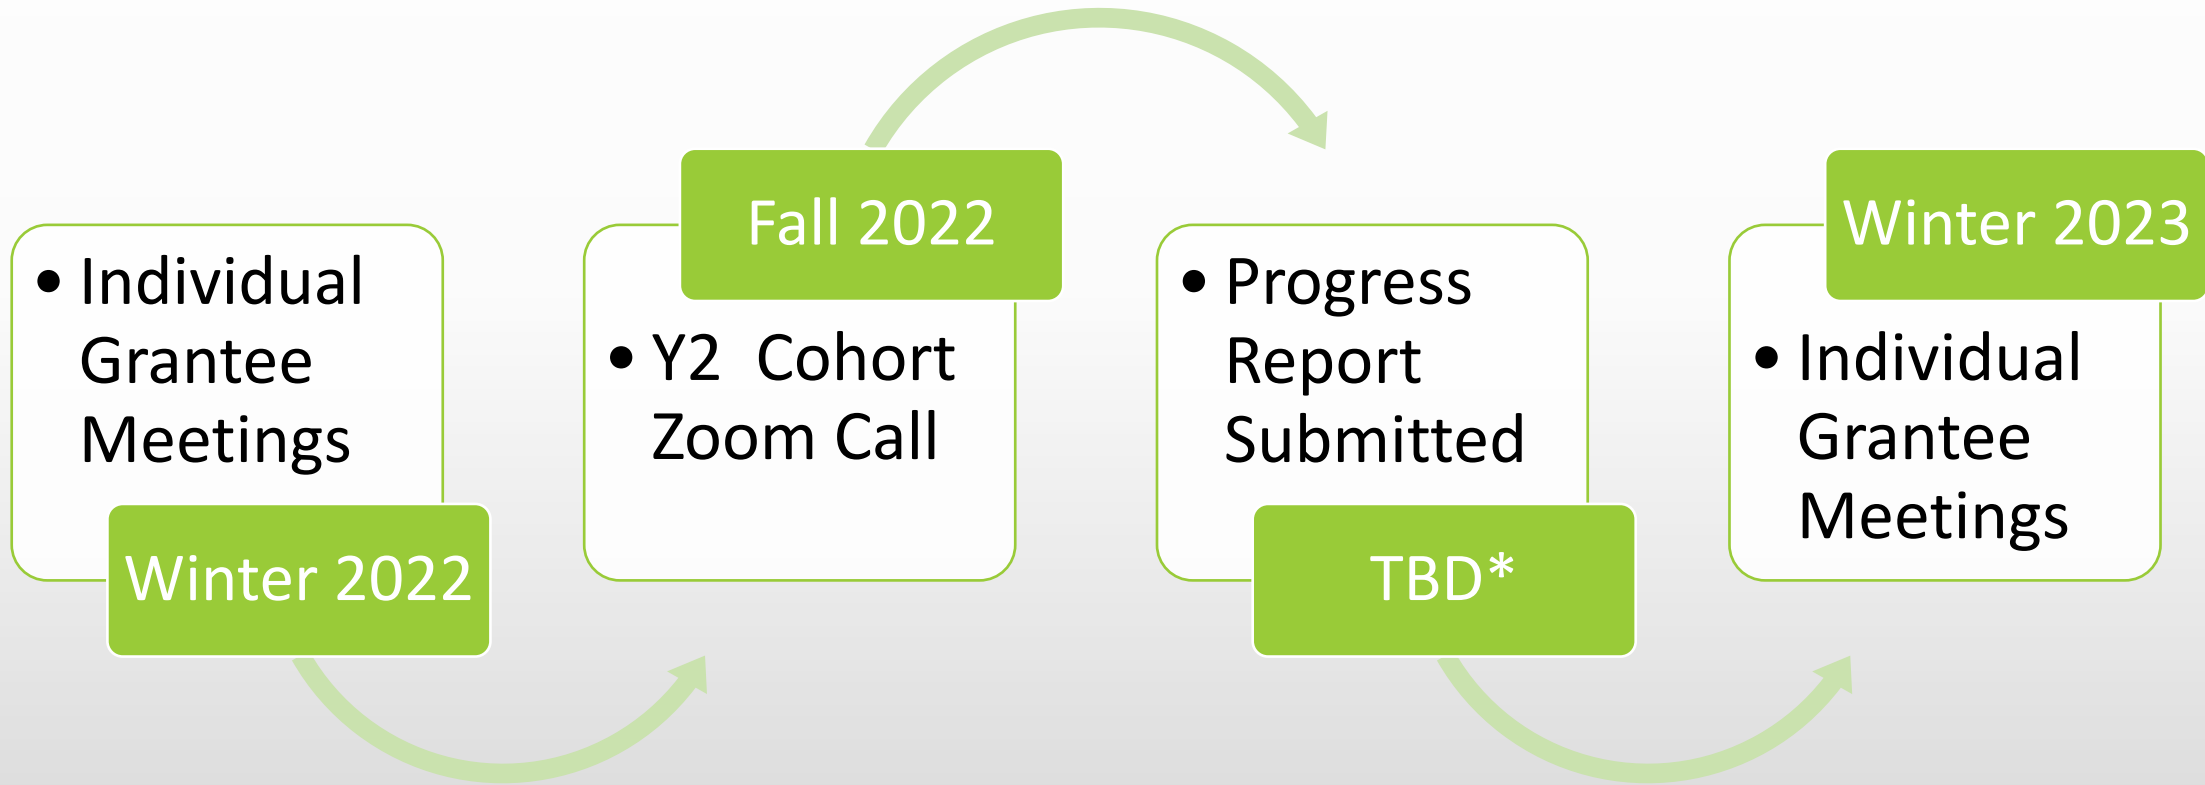 • Individual
Grantee
Meetings
Winter 2022
Fall 2022
• Y2  Cohort
Zoom Call
• Progress
Report
Submitted
TBD*
Winter 2023
• Individual
Grantee
Meetings